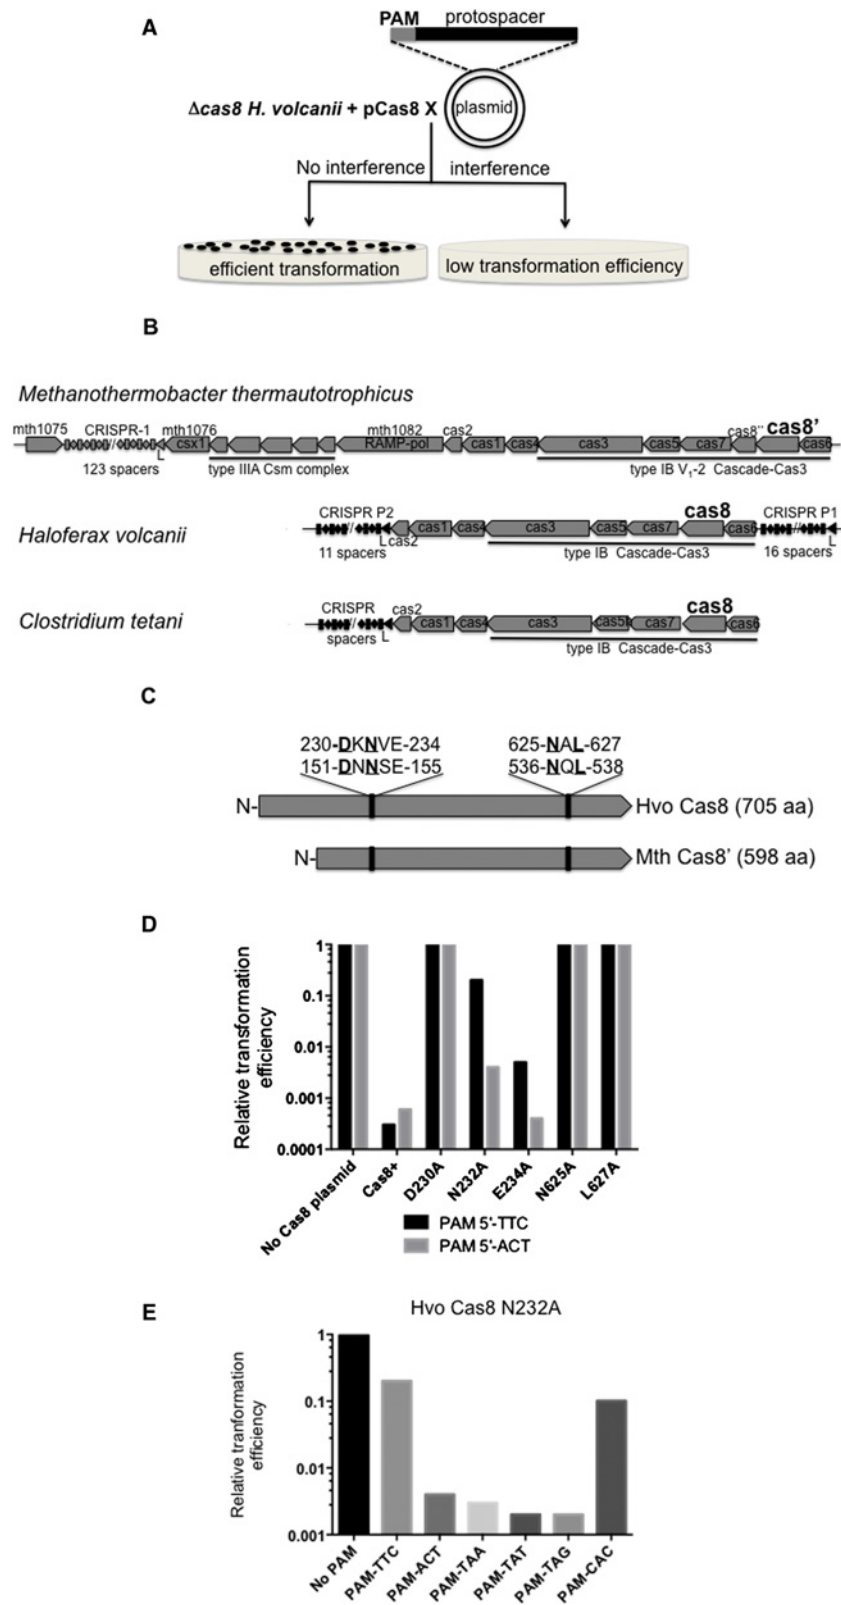 A
PAM protospacer
Δcas8 H. volcanii + pCas8 X plasmid
No interference interference
efficient transformation low transformation efficiency
B
Methanothermobacter thermautotrophicus
mth1075 CRISPR-1 mth1076 mth1082 cas2 cas8'' cas8'
csx1 RAMP-pol cas1 cas4 cas3 cas5 cas7 cas6
123 spacers L type IIIA Csm complex type IB V1-2 Cascade-Cas3
Haloferax volcanii
CRISPR P2 cas8 CRISPR P1
cas1 cas4 cas3 cas5 cas7 cas6
11 spacers L cas2 type IB Cascade-Cas3 16 spacers L
Clostridium tetani
CRISPR cas2 cas8
cas1 cas4 cas3 cas5b cas7 cas6
spacers L type IB Cascade-Cas3
C
230-DKNVE-234 625-NAL-627
151-DNNSE-155 536-NQL-538
N- Hvo Cas8 (705 aa)
N- Mth Cas8' (598 aa)
D
Relative transformation
efficiency
1
0.1
0.01
0.001
0.0001
No Cas8 plasmid Cas8+ D230A N232A E234A N625A L627A
PAM 5'-TTC
PAM 5'-ACT
E
Hvo Cas8 N232A
Relative tranformation
efficiency
1
0.1
0.01
0.001
No PAM PAM-TTC PAM-ACT PAM-TAA PAM-TAT PAM-TAG PAM-CAC